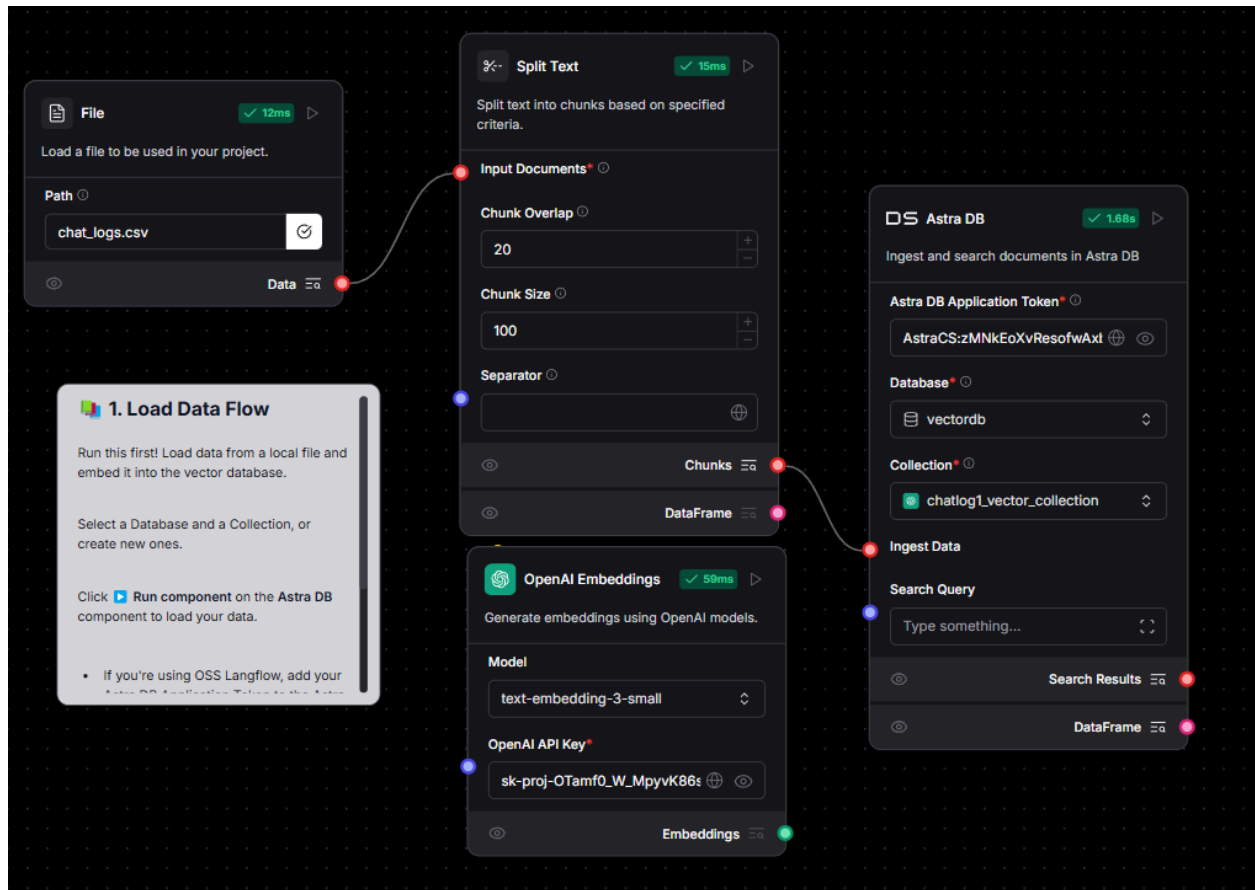 File
12ms
Load a file to be used in your project.
Path
chat_logs.csv
Data
1. Load Data Flow
Run this first! Load data from a local file and
embed it into the vector database.
Select a Database and a Collection, or
create new ones.
Click Run component on the Astra DB
component to load your data.
• If you're using OSS Langflow, add your
Astra DB Application Token to the Astra
Split Text
15ms
Split text into chunks based on specified
criteria.
Input Documents*
Chunk Overlap
20
Chunk Size
100
Separator
Chunks
DataFrame
OpenAI Embeddings
59ms
Generate embeddings using OpenAI models.
Model
text-embedding-3-small
OpenAI API Key*
sk-proj-OTamf0_W_MpyvK86s
Embeddings
DS Astra DB
1.68s
Ingest and search documents in Astra DB
Astra DB Application Token*
AstraCS:zMNkEoXvResofwAxt
Database*
vectordb
Collection*
chatlog1_vector_collection
Ingest Data
Search Query
Type something...
Search Results
DataFrame